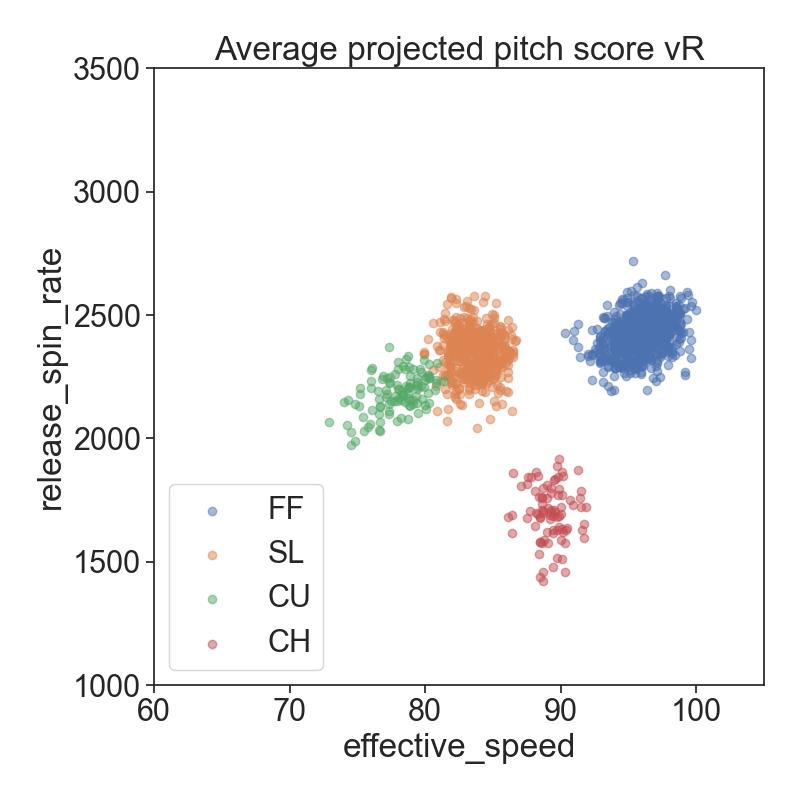 Average projected pitch score vR
3500
3000
2500
2000
1500
1000
release_spin_rate
FF
SL
CU
CH
60 70 80 90 100
effective_speed